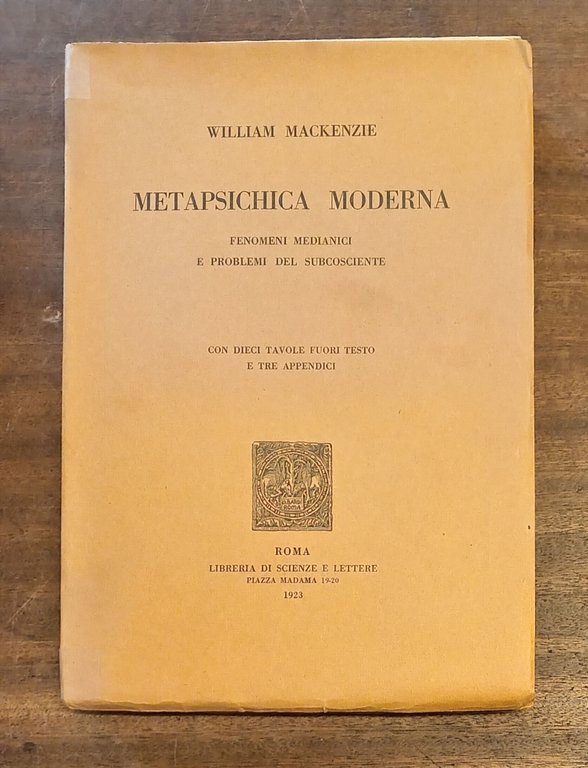 WILLIAM MACKENZIE
METAPSICHICA MODERNA
FENOMENI MEDIANICI
E PROBLEMI DEL SUBCOSCIENTE
CON DIECI TAVOLE FUORI TESTO
E TRE APPENDICI
ROMA
ROMA
LIBRERIA DI SCIENZE E LETTERE
PIAZZA MADAMA 19-20
1923